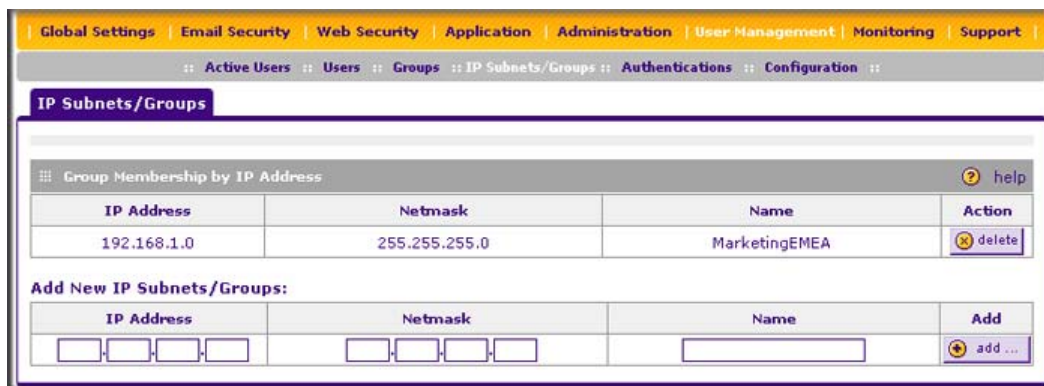 Global Settings | Email Security | Web Security | Application | Administration | User Management | Monitoring | Support
:: Active Users :: Users :: Groups :: IP Subnets/Groups :: Authentications :: Configuration ::
IP Subnets/Groups
Group Membership by IP Address ? help
IP Address Netmask Name Action
192.168.1.0 255.255.255.0 MarketingEMEA delete
Add New IP Subnets/Groups:
IP Address Netmask Name Add
. . . . . . add ...